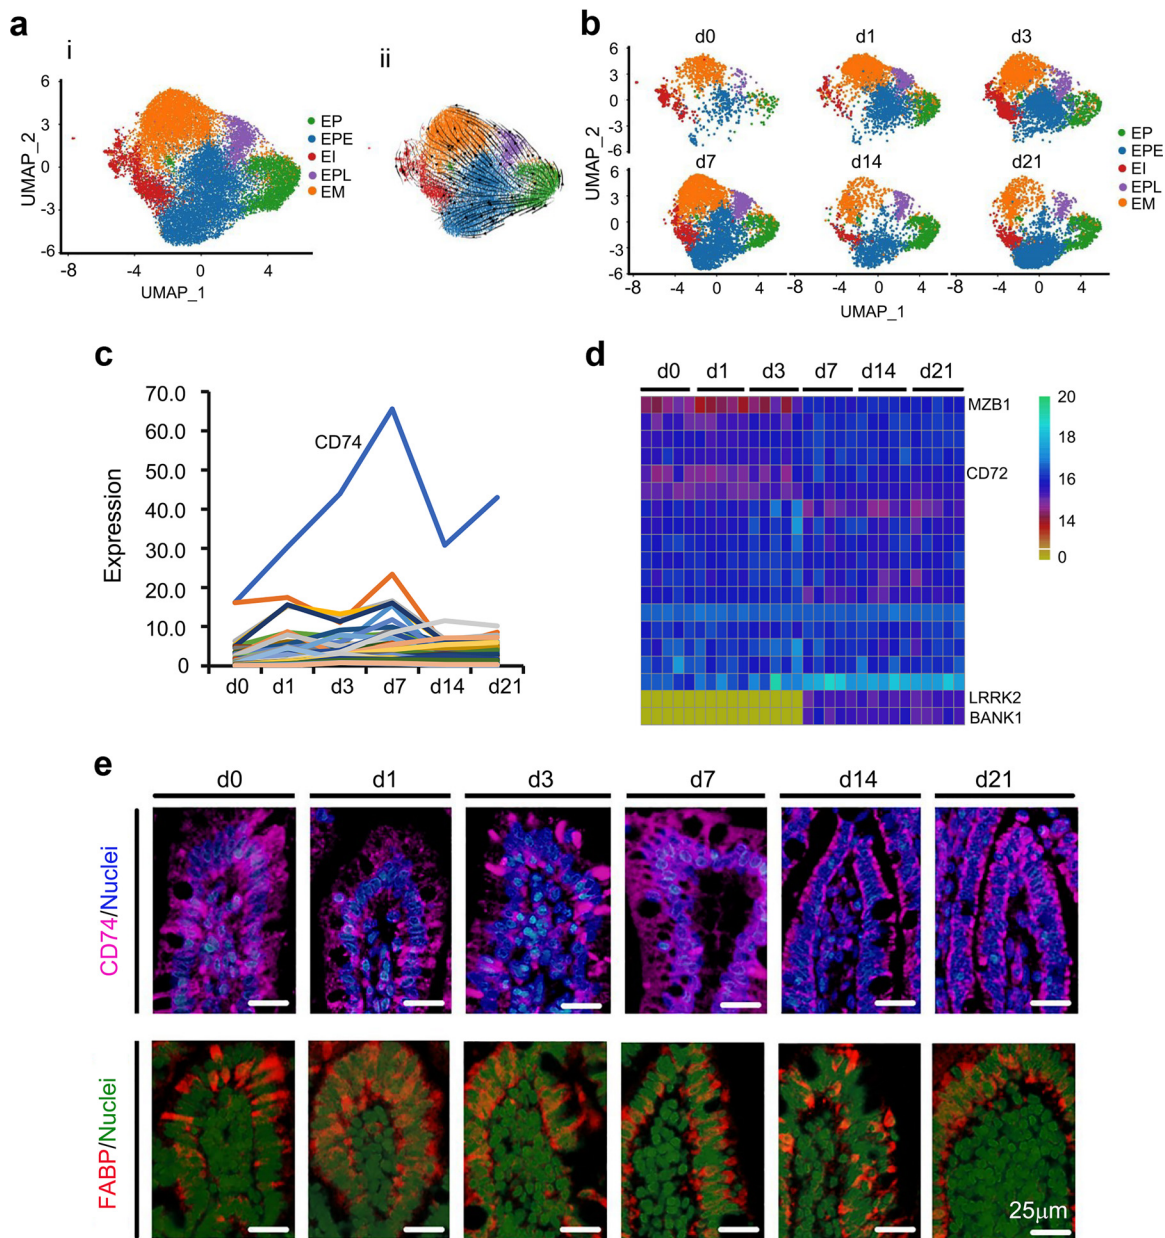 a
i
ii
6
3
0
-3
-6
UMAP_2
-8
-4
0
4
UMAP_1
EP
EPE
EI
EPL
EM
b
d0
d1
d3
6
3
0
-3
-6
UMAP_2
d7
d14
d21
6
3
0
-3
-6
-8
-4
0
4
-8
-4
0
4
-8
-4
0
4
UMAP_1
EP
EPE
EI
EPL
EM
c
70.0
60.0
50.0
40.0
30.0
20.0
10.0
0
Expression
CD74
d0
d1
d3
d7
d14
d21
d
d0
d1
d3
d7
d14
d21
MZB1
CD72
LRRK2
BANK1
20
18
16
14
0
e
d0
d1
d3
d7
d14
d21
CD74/Nuclei
FABP/Nuclei
25μm